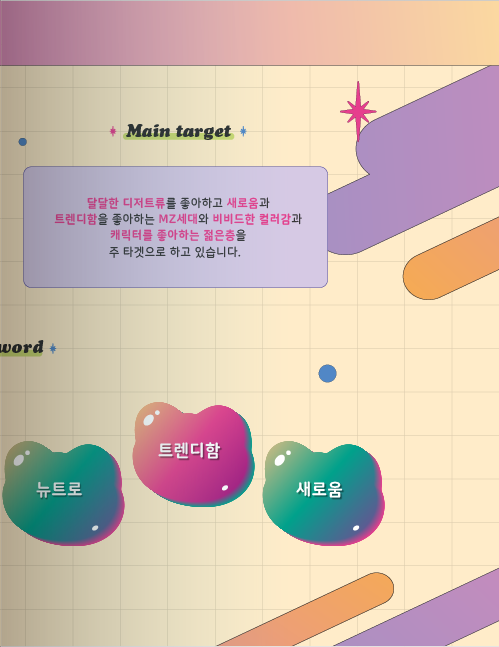 Main target
달달한 디저트류를 좋아하고 새로움과
트렌디함을 좋아하는 MZ세대와 비비드한 컬러감과
캐릭터를 좋아하는 젊은층을
주 타겟으로 하고 있습니다.
word
트렌디함
뉴트로
새로움